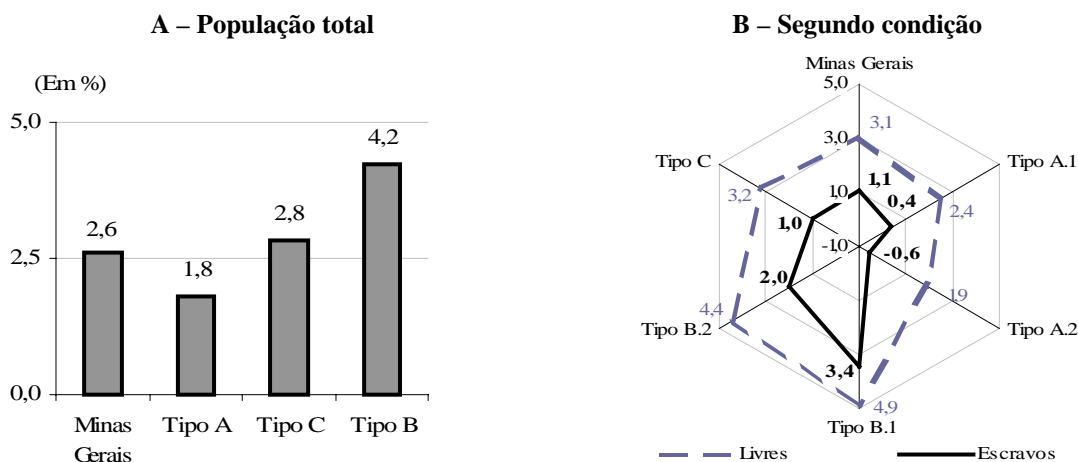 A – População total
(Em %)
5,0
2,5
0,0
2,6
1,8
2,8
4,2
Minas Gerais
Tipo A
Tipo C
Tipo B
B – Segundo condição
Minas Gerais
5,0
3,0
1,0
-1,0
Tipo A.1
Tipo A.2
Tipo B.1
Tipo B.2
Tipo C
3,1
2,4
1,9
4,9
4,4
3,2
1,1
0,4
-0,6
3,4
2,0
1,0
Livres
Escravos